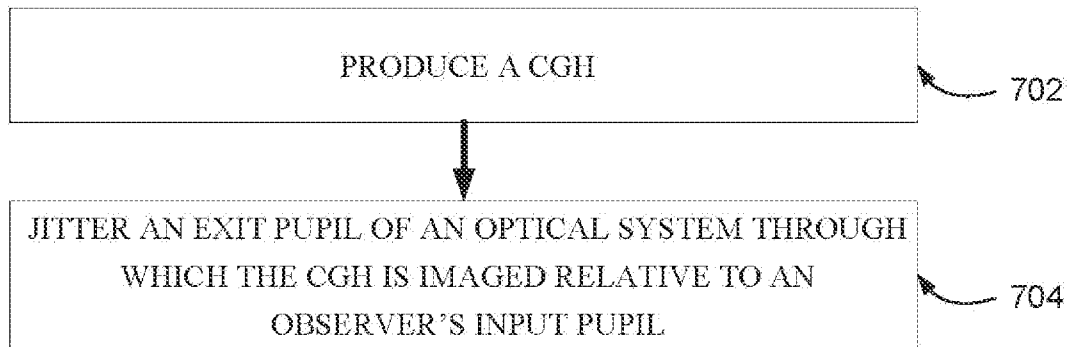 PRODUCE A CGH
702
JITTER AN EXIT PUPIL OF AN OPTICAL SYSTEM THROUGH
WHICH THE CGH IS IMAGED RELATIVE TO AN
OBSERVER'S INPUT PUPIL
704